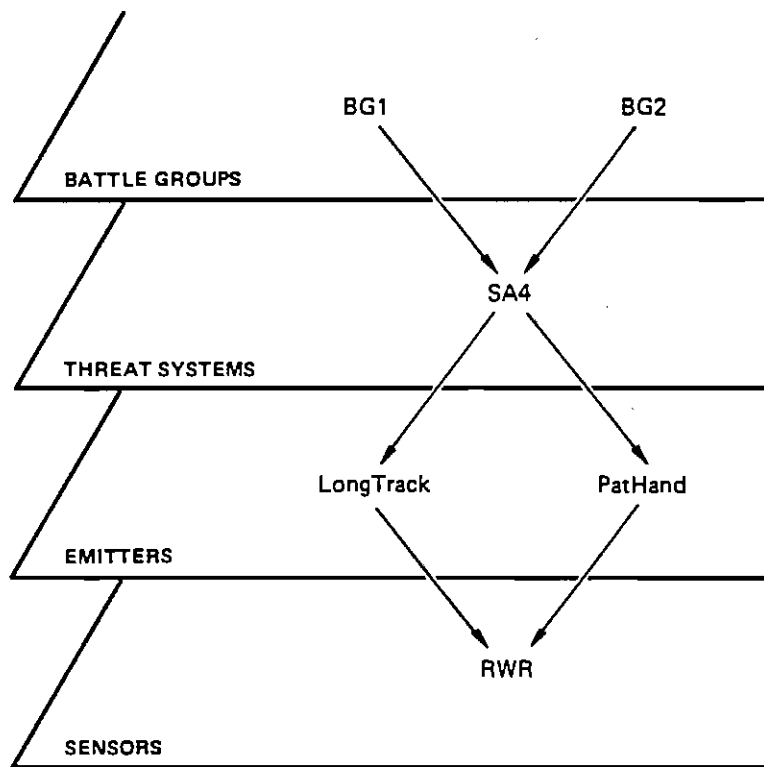 BG1 BG2
BATTLE GROUPS
SA4
THREAT SYSTEMS
LongTrack PatHand
EMITTERS
RWR
SENSORS